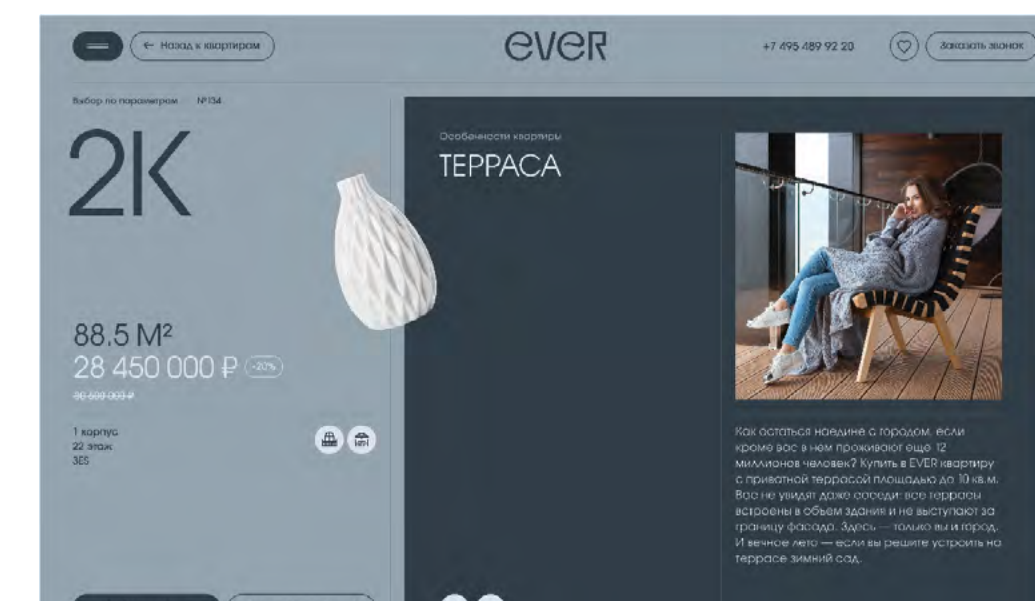 ← Назад к квартирам
ever
+7 495 489 92 20
Заказать звонок
Выбор по параметрам №134
2К
88.5 М²
28 450 000 ₽ -20%
1 корпус
22 этаж
3ES
Особенности квартиры
ТЕРРАСА
Как остаться наедине с городом, если
кроме вас в нем проживают еще 12
миллионов человек? Купить в EVER квартиру
с приватной террасой площадью до 10 кв.м.
Вас не увидят даже соседи: все террасы
встроены в объем здания и не выступают за
границу фасада. Здесь — только вы и город.
И вечное лето — если вы решите устроить на
террасе зимний сад.